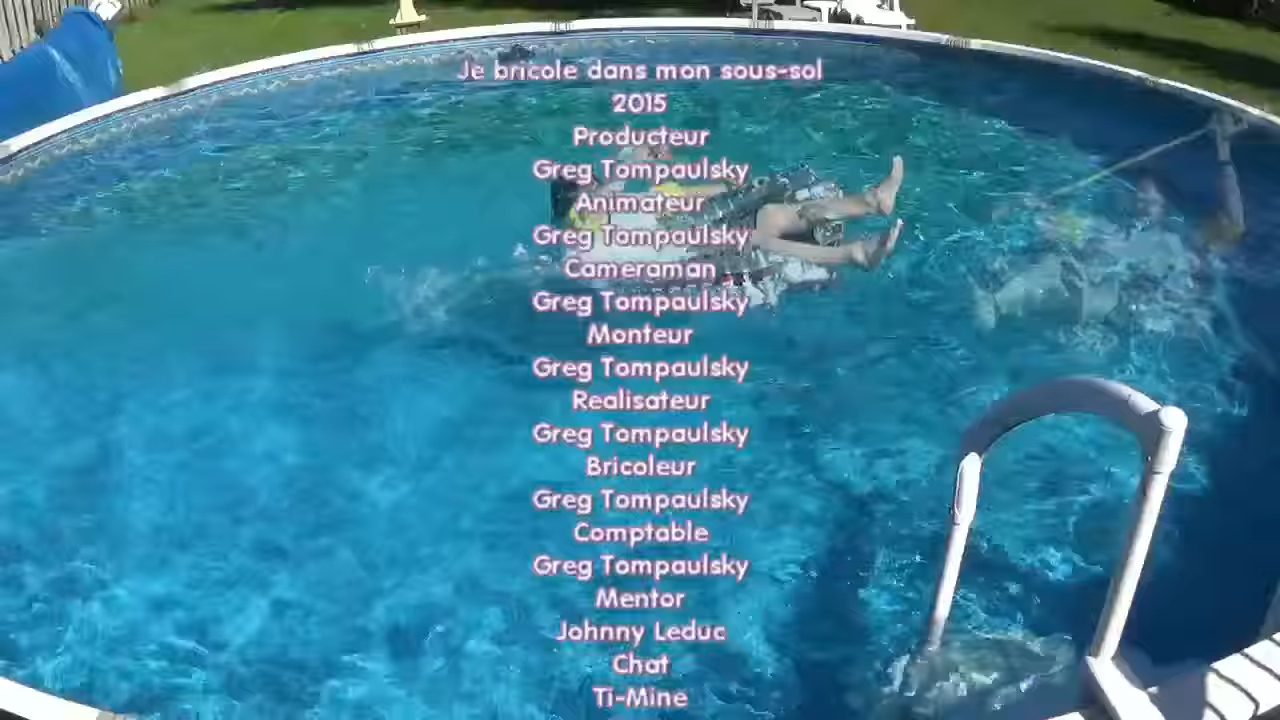 Je bricole dans mon sous-sol
2015
Producteur
Greg Tompaulsky
Animateur
Greg Tompaulsky
Cameraman
Greg Tompaulsky
Monteur
Greg Tompaulsky
Realisateur
Greg Tompaulsky
Bricoleur
Greg Tompaulsky
Comptable
Greg Tompaulsky
Mentor
Johnny Leduc
Chat
Ti-Mine